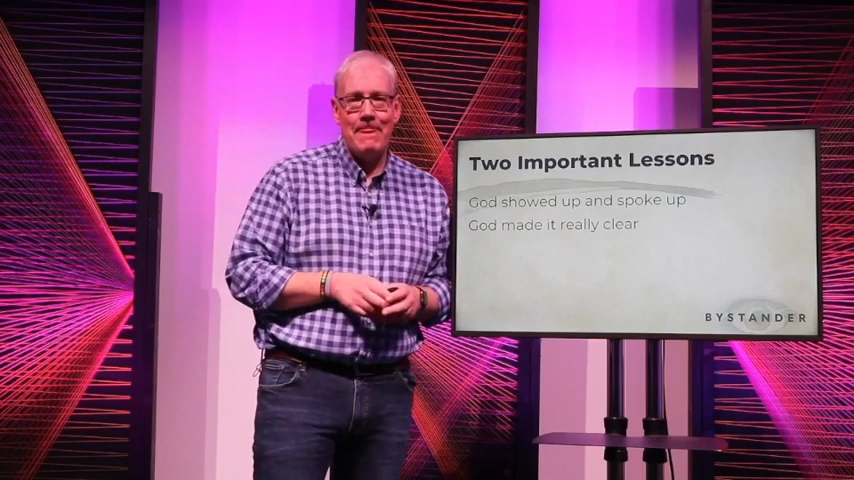 Two Important Lessons
God showed up and spoke up
God made it really clear
BYSTANDER